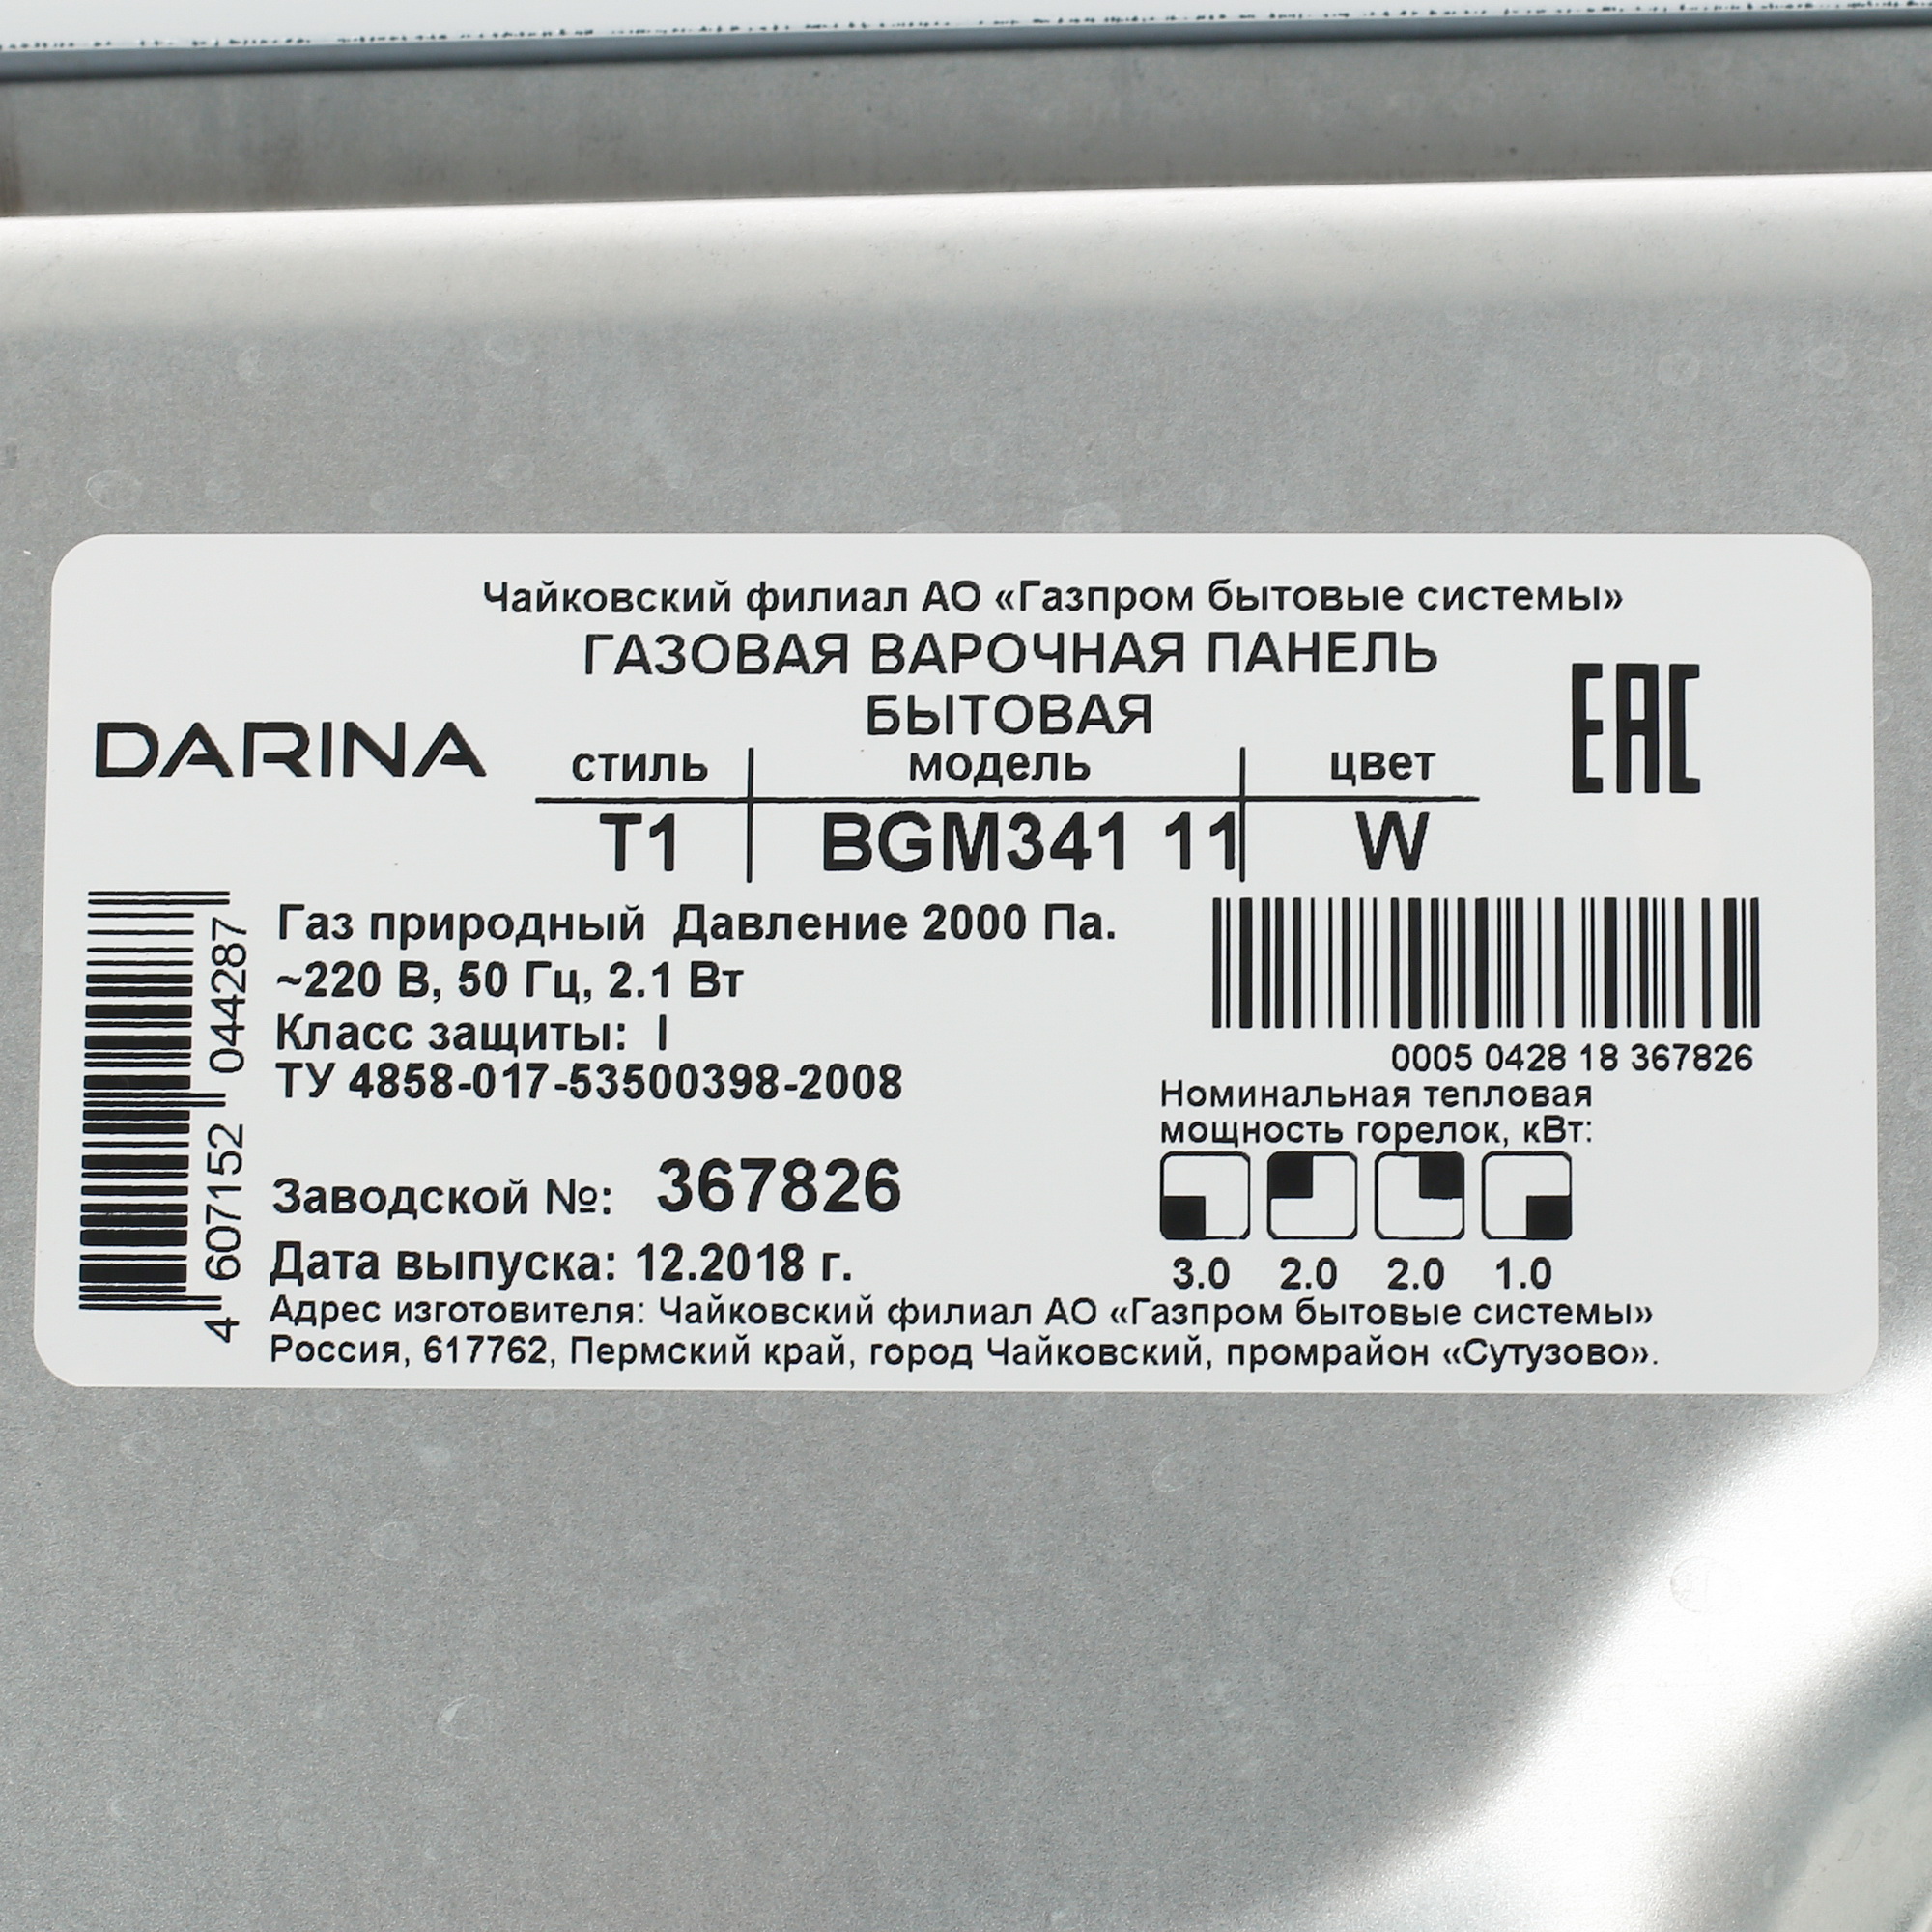 Чайковский филиал АО «Газпром бытовые системы»
ГАЗОВАЯ ВАРОЧНАЯ ПАНЕЛЬ
БЫТОВАЯ
DARINA
EAC
стиль модель цвет
T1 BGM341 11 W
Газ природный Давление 2000 Па.
~220 В, 50 Гц, 2.1 Вт
Класс защиты: I
ТУ 4858-017-53500398-2008
4 607152 044287
0005 0428 18 367826
Номинальная тепловая
мощность горелок, кВт:
3.0 2.0 2.0 1.0
Заводской №: 367826
Дата выпуска: 12.2018 г.
Адрес изготовителя: Чайковский филиал АО «Газпром бытовые системы»
Россия, 617762, Пермский край, город Чайковский, промрайон «Сутузово».